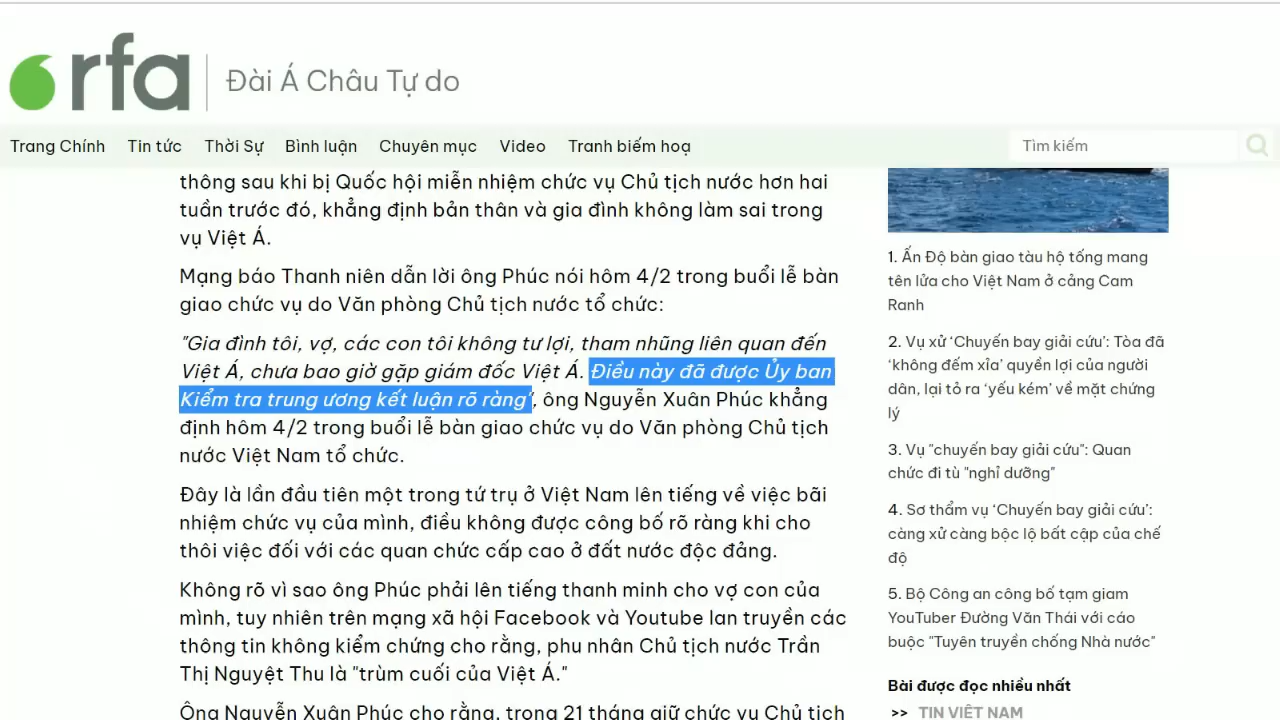 rfa
Đài Á Châu Tự do
Trang Chính Tin tức Thời Sự Bình luận Chuyên mục Video Tranh biếm hoạ
Tìm kiếm
thông sau khi bị Quốc hội miễn nhiệm chức vụ Chủ tịch nước hơn hai
tuần trước đó, khẳng định bản thân và gia đình không làm sai trong
vụ Việt Á.
Mạng báo Thanh niên dẫn lời ông Phúc nói hôm 4/2 trong buổi lễ bàn
giao chức vụ do Văn phòng Chủ tịch nước tổ chức:
"Gia đình tôi, vợ, các con tôi không tư lợi, tham nhũng liên quan đến
Việt Á, chưa bao giờ gặp giám đốc Việt Á. Điều này đã được Ủy ban
Kiểm tra trung ương kết luận rõ ràng", ông Nguyễn Xuân Phúc khẳng
định hôm 4/2 trong buổi lễ bàn giao chức vụ do Văn phòng Chủ tịch
nước Việt Nam tổ chức.
Đây là lần đầu tiên một trong tứ trụ ở Việt Nam lên tiếng về việc bãi
nhiệm chức vụ của mình, điều không được công bố rõ ràng khi cho
thôi việc đối với các quan chức cấp cao ở đất nước độc đảng.
Không rõ vì sao ông Phúc phải lên tiếng thanh minh cho vợ con của
mình, tuy nhiên trên mạng xã hội Facebook và Youtube lan truyền các
thông tin không kiểm chứng cho rằng, phu nhân Chủ tịch nước Trần
Thị Nguyệt Thu là "trùm cuối của Việt Á."
Ông Nguyễn Xuân Phúc cho rằng, trong 21 tháng giữ chức vụ Chủ tịch
1. Ấn Độ bàn giao tàu hộ tống mang
tên lửa cho Việt Nam ở cảng Cam
Ranh
2. Vụ xử ‘Chuyến bay giải cứu’: Tòa đã
‘không đếm xỉa’ quyền lợi của người
dân, lại tỏ ra ‘yếu kém’ về mặt chứng
lý
3. Vụ "chuyến bay giải cứu": Quan
chức đi tù "nghỉ dưỡng"
4. Sơ thẩm vụ ‘Chuyến bay giải cứu’:
càng xử càng bộc lộ bất cập của chế
độ
5. Bộ Công an công bố tạm giam
YouTuber Đường Văn Thái với cáo
buộc "Tuyên truyền chống Nhà nước"
Bài được đọc nhiều nhất
>> TIN VIỆT NAM